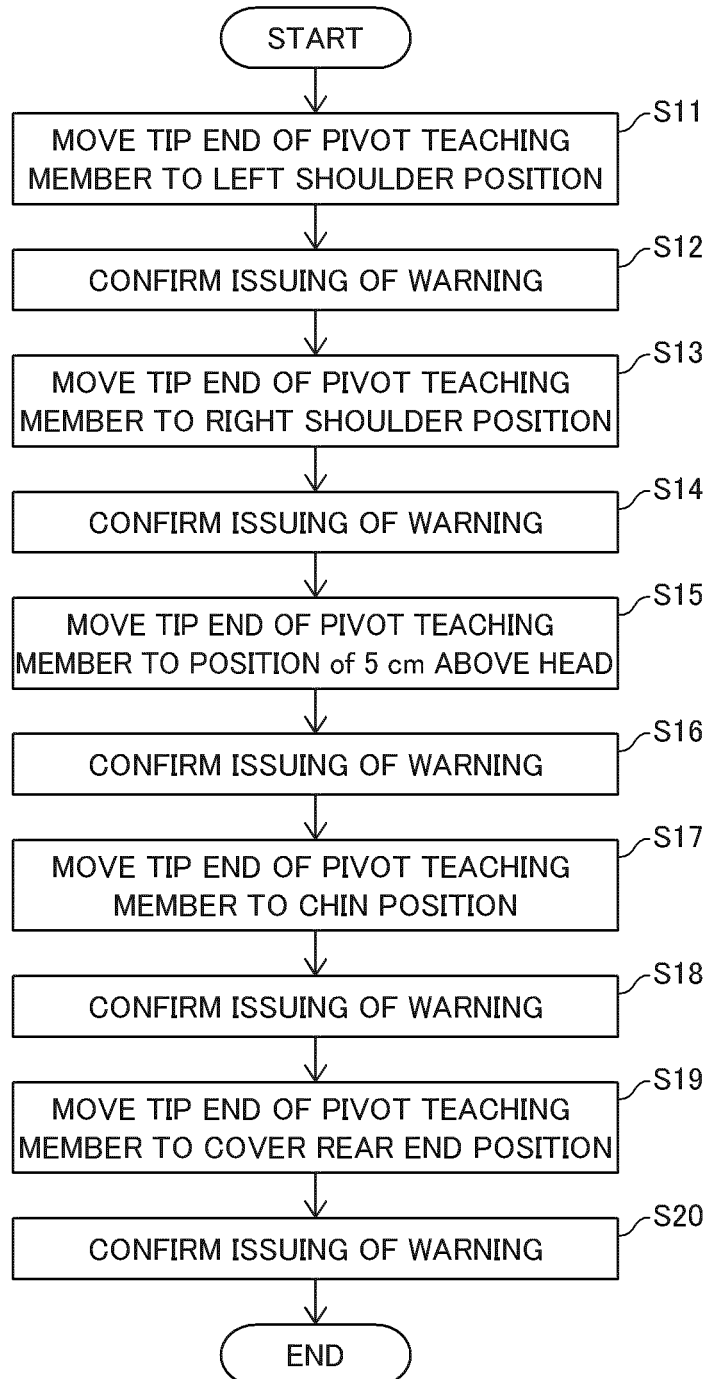 START
S11
MOVE TIP END OF PIVOT TEACHING
MEMBER TO LEFT SHOULDER POSITION
S12
CONFIRM ISSUING OF WARNING
S13
MOVE TIP END OF PIVOT TEACHING
MEMBER TO RIGHT SHOULDER POSITION
S14
CONFIRM ISSUING OF WARNING
S15
MOVE TIP END OF PIVOT TEACHING
MEMBER TO POSITION of 5 cm ABOVE HEAD
S16
CONFIRM ISSUING OF WARNING
S17
MOVE TIP END OF PIVOT TEACHING
MEMBER TO CHIN POSITION
S18
CONFIRM ISSUING OF WARNING
S19
MOVE TIP END OF PIVOT TEACHING
MEMBER TO COVER REAR END POSITION
S20
CONFIRM ISSUING OF WARNING
END